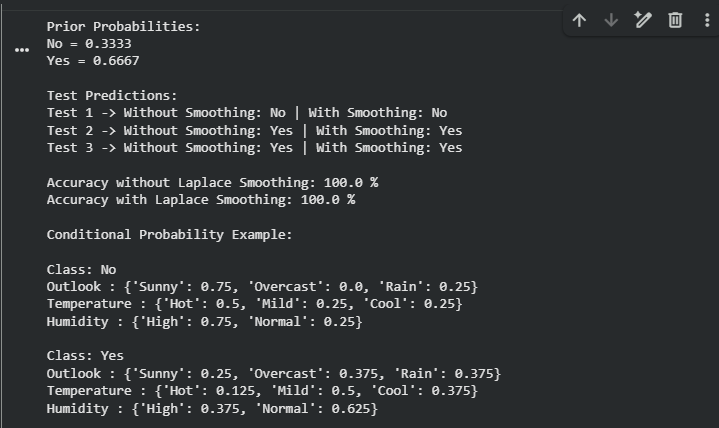 Prior Probabilities:
No = 0.3333
Yes = 0.6667
Test Predictions:
Test 1 -> Without Smoothing: No | With Smoothing: No
Test 2 -> Without Smoothing: Yes | With Smoothing: Yes
Test 3 -> Without Smoothing: Yes | With Smoothing: Yes
Accuracy without Laplace Smoothing: 100.0 %
Accuracy with Laplace Smoothing: 100.0 %
Conditional Probability Example:
Class: No
Outlook : {'Sunny': 0.75, 'Overcast': 0.0, 'Rain': 0.25}
Temperature : {'Hot': 0.5, 'Mild': 0.25, 'Cool': 0.25}
Humidity : {'High': 0.75, 'Normal': 0.25}
Class: Yes
Outlook : {'Sunny': 0.25, 'Overcast': 0.375, 'Rain': 0.375}
Temperature : {'Hot': 0.125, 'Mild': 0.5, 'Cool': 0.375}
Humidity : {'High': 0.375, 'Normal': 0.625}